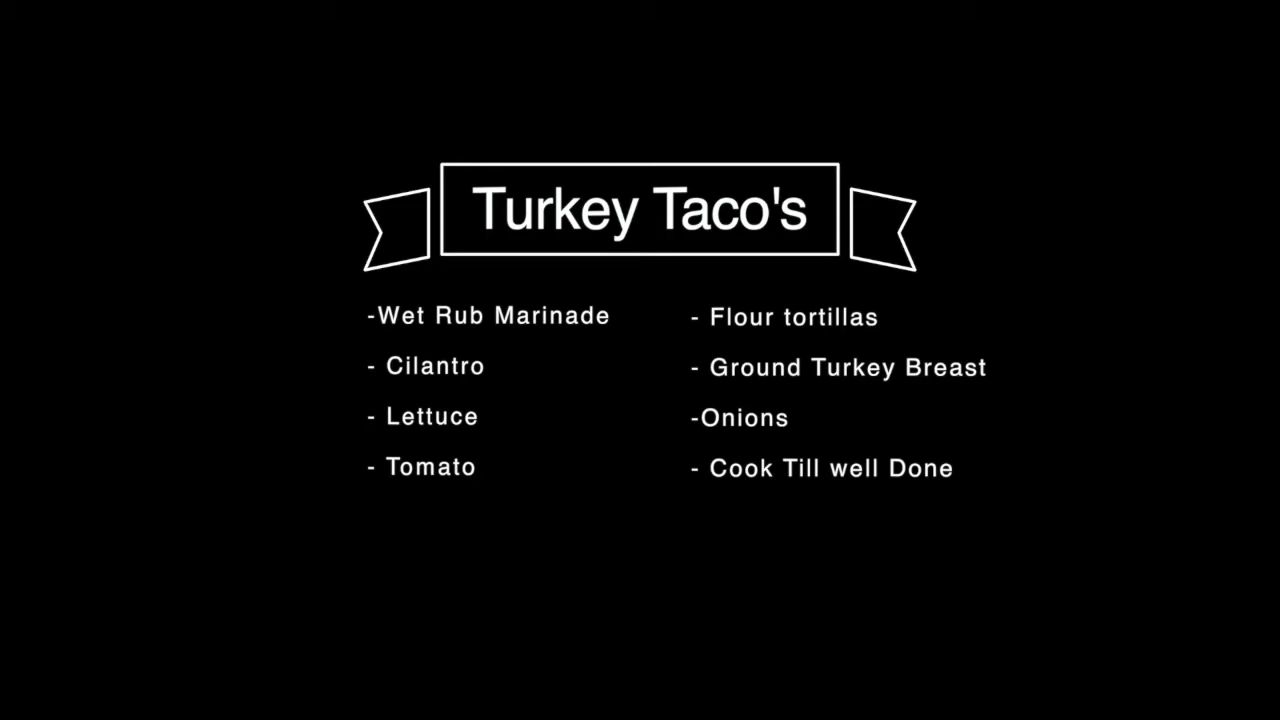 Turkey Taco's
-Wet Rub Marinade
- Cilantro
- Lettuce
- Tomato
- Flour tortillas
- Ground Turkey Breast
-Onions
- Cook Till well Done